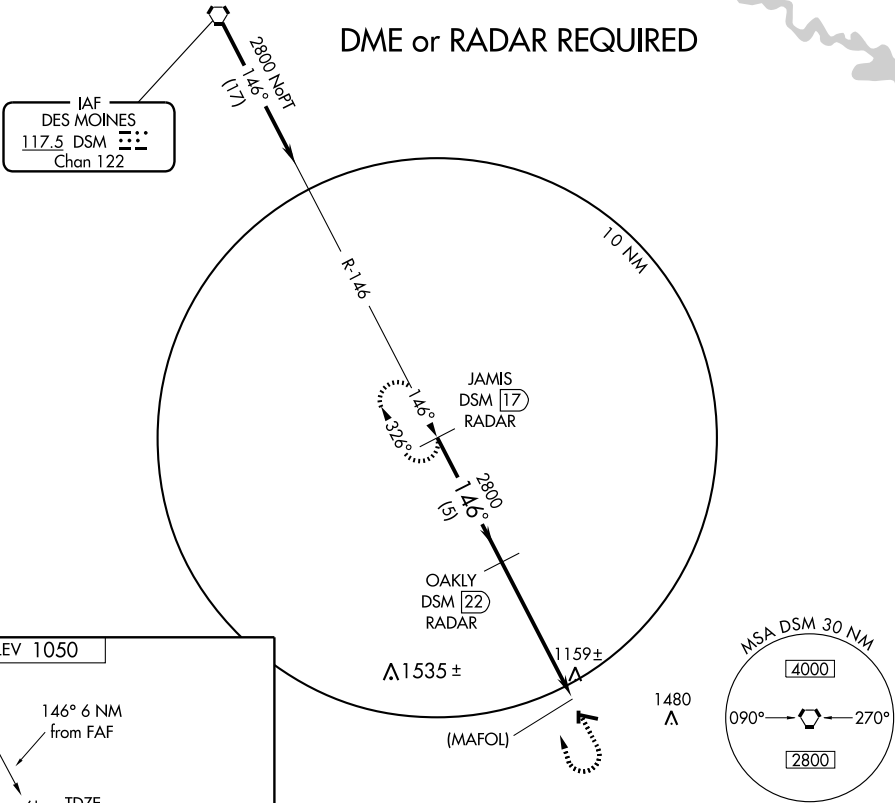 DME or RADAR REQUIRED
2800 NoPT
146°
(17)
IAF
DES MOINES
117.5 DSM
Chan 122
10 NM
R-146
JAMIS
DSM 17
RADAR
146°
326°
2800
146°
(5)
OAKLY
DSM 22
RADAR
1535 ±
1159 ±
1480
(MAFOL)
MSA DSM 30 NM
4000
090°
270°
2800
EV 1050
146° 6 NM
from FAF
TDZE